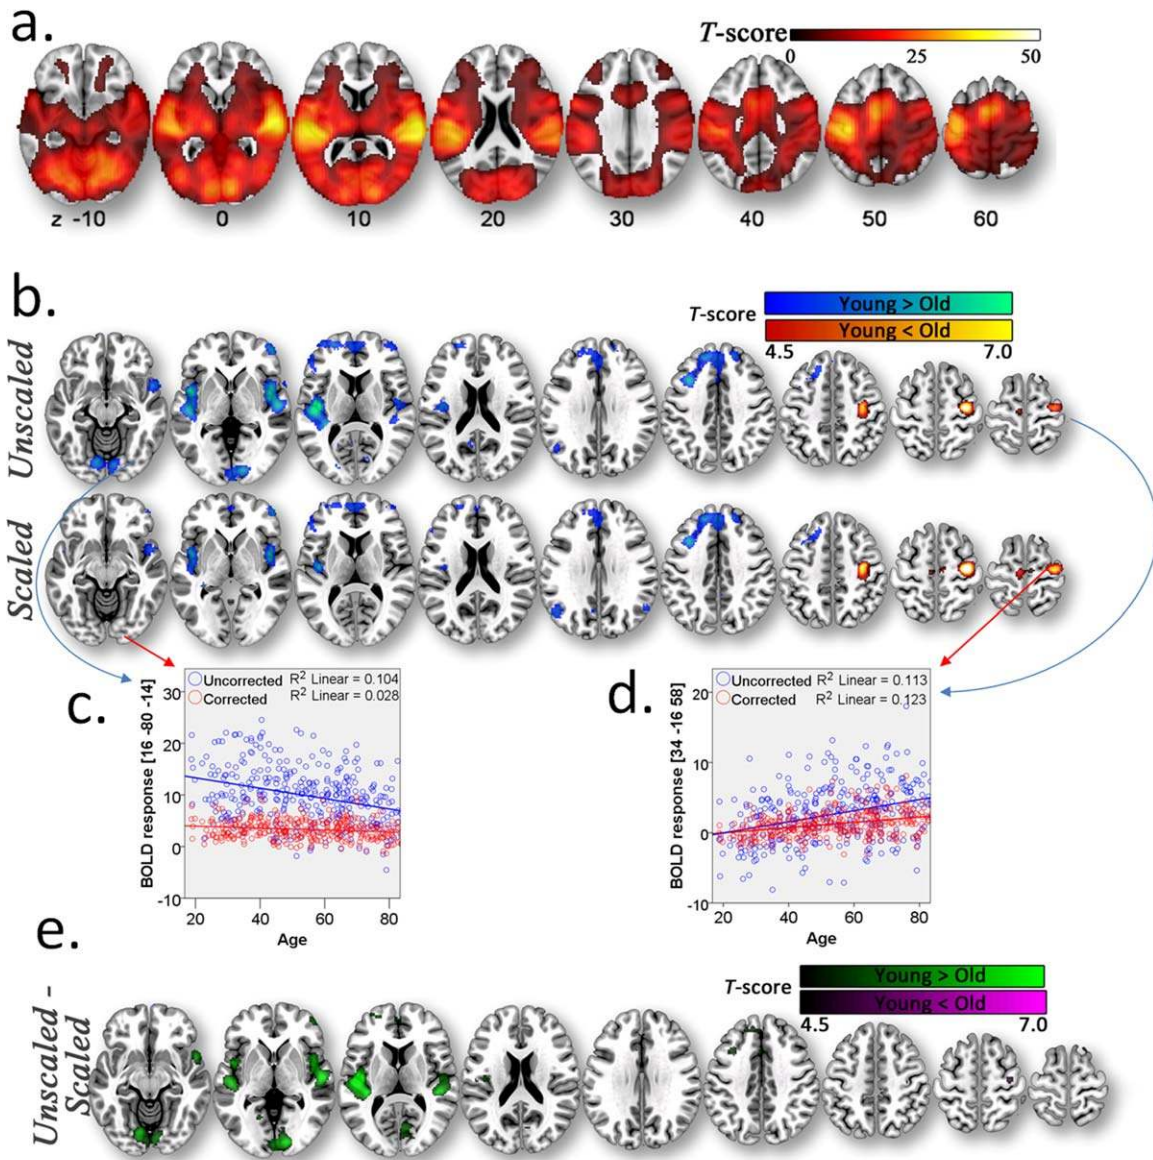 a.
T-score 0 25 50
z -10 0 10 20 30 40 50 60
b.
T-score
Young > Old
Young < Old
4.5 7.0
Unscaled
Scaled
c.
Uncorrected R² Linear = 0.104
Corrected R² Linear = 0.028
BOLD response [16 -80 -14]
30
20
10
0
-10
20 40 60 80
Age
d.
Uncorrected R² Linear = 0.113
Corrected R² Linear = 0.123
BOLD response [34 -16 58]
20
10
0
-10
20 40 60 80
Age
e.
T-score
Young > Old
Young < Old
4.5 7.0
Unscaled -
Scaled